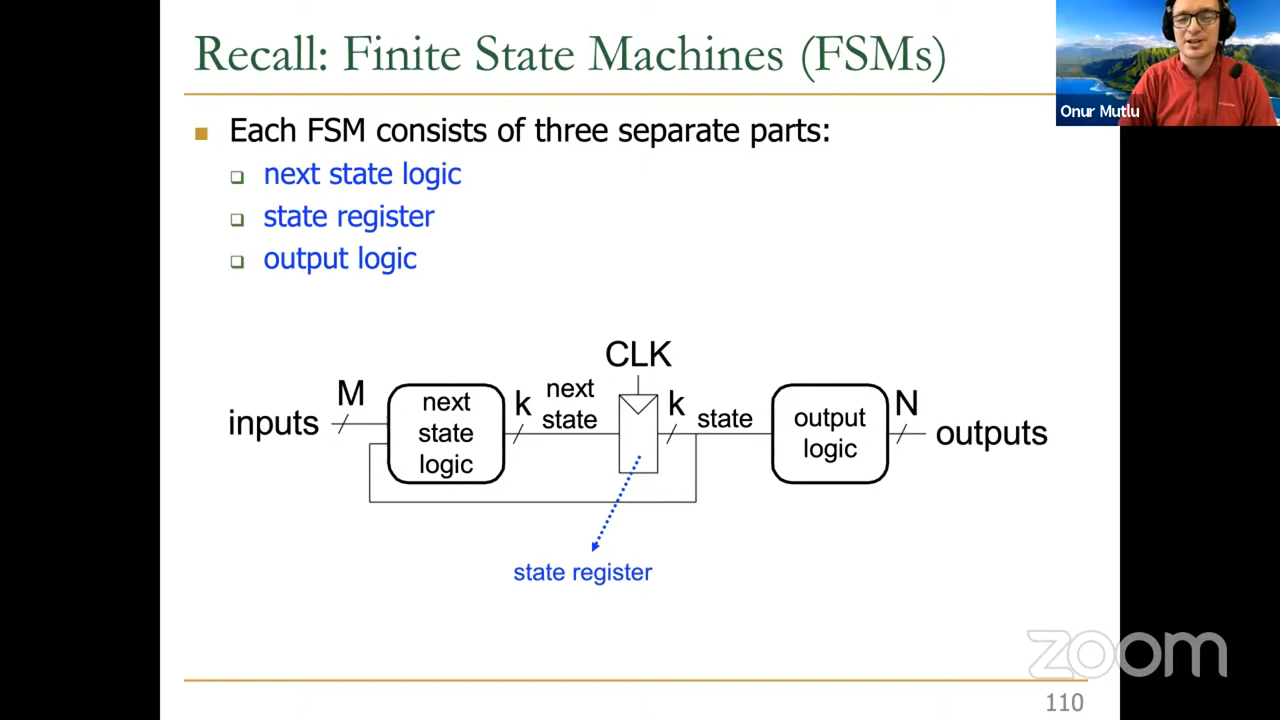 Recall: Finite State Machines (FSMs)
Onur Mutlu
Each FSM consists of three separate parts:
next state logic
state register
output logic
CLK
inputs
M
next
state
logic
k
next
state
k
state
output
logic
N
outputs
state register
zoom
110